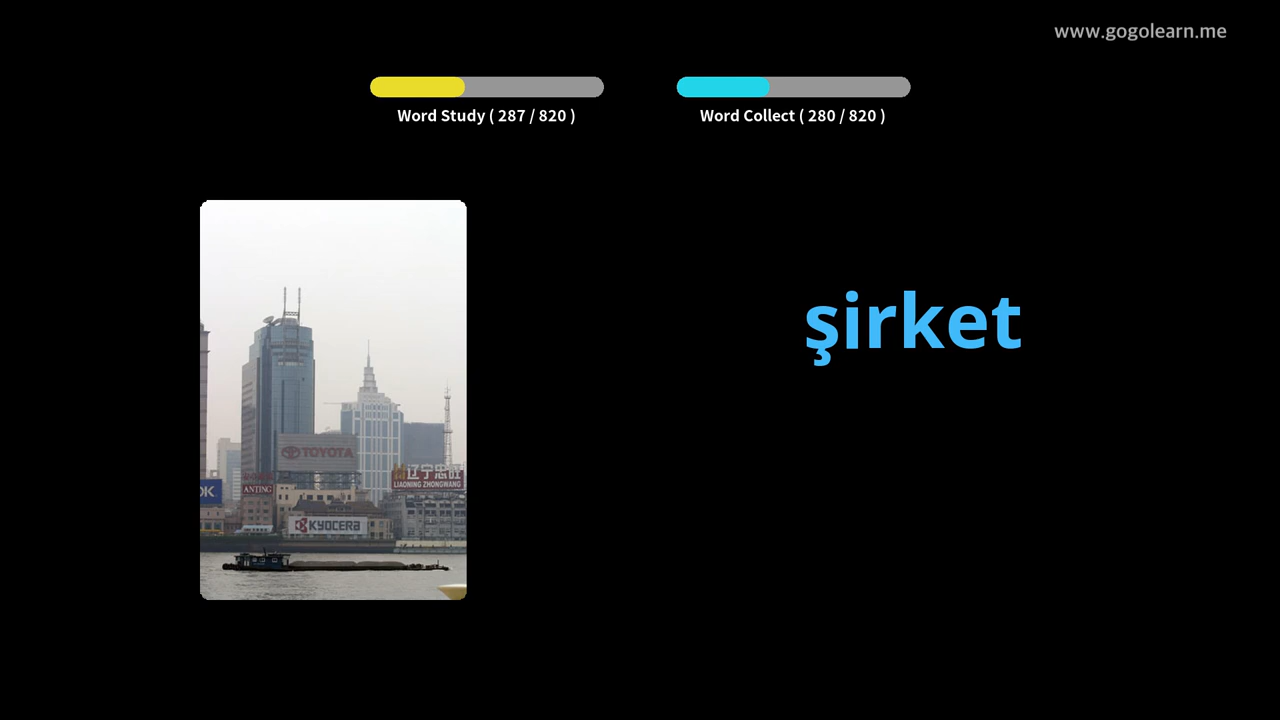 www.gogolearn.me
Word Study ( 287 / 820 )
Word Collect ( 280 / 820 )
şirket
TOYOTA
辽宁忠旺
LIAONING ZHONGWANG
OK
ANTING
KYOCERA